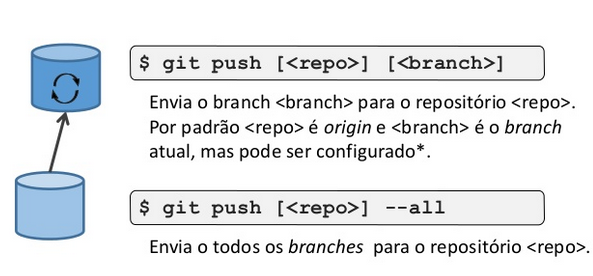 $ git push [<repo>] [<branch>]
Envia o branch <branch> para o repositório <repo>.
Por padrão <repo> é origin e <branch> é o branch
atual, mas pode ser configurado*.
$ git push [<repo>] --all
Envia o todos os branches para o repositório <repo>.